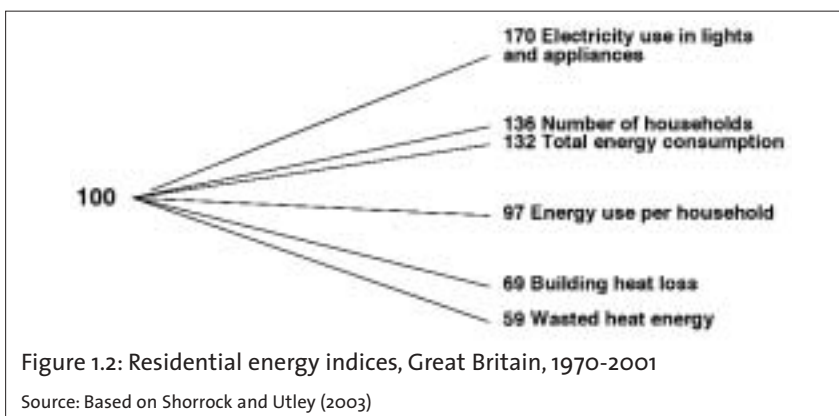 170 Electricity use in lights
and appliances
136 Number of households
132 Total energy consumption
100
97 Energy use per household
69 Building heat loss
59 Wasted heat energy
Figure 1.2: Residential energy indices, Great Britain, 1970-2001
Source: Based on Shorrock and Utley (2003)